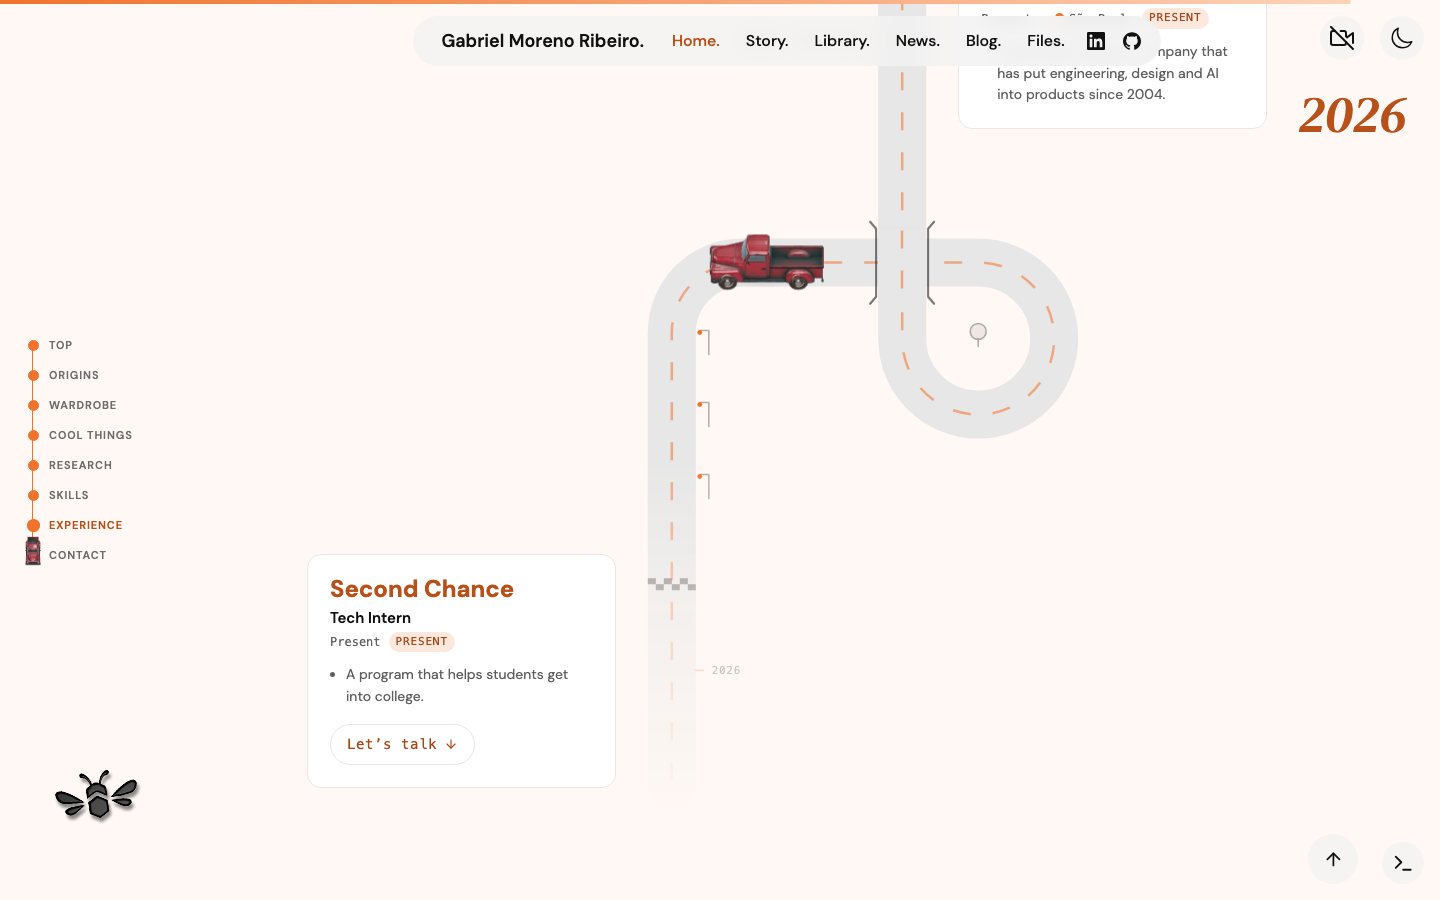 PRESENT
Gabriel Moreno Ribeiro. Home. Story. Library. News. Blog. Files.
mpany that
has put engineering, design and AI
into products since 2004.
2026
TOP
ORIGINS
WARDROBE
COOL THINGS
RESEARCH
SKILLS
EXPERIENCE
CONTACT
Second Chance
Tech Intern
Present PRESENT
• A program that helps students get
into college.
Let’s talk ↓
2026